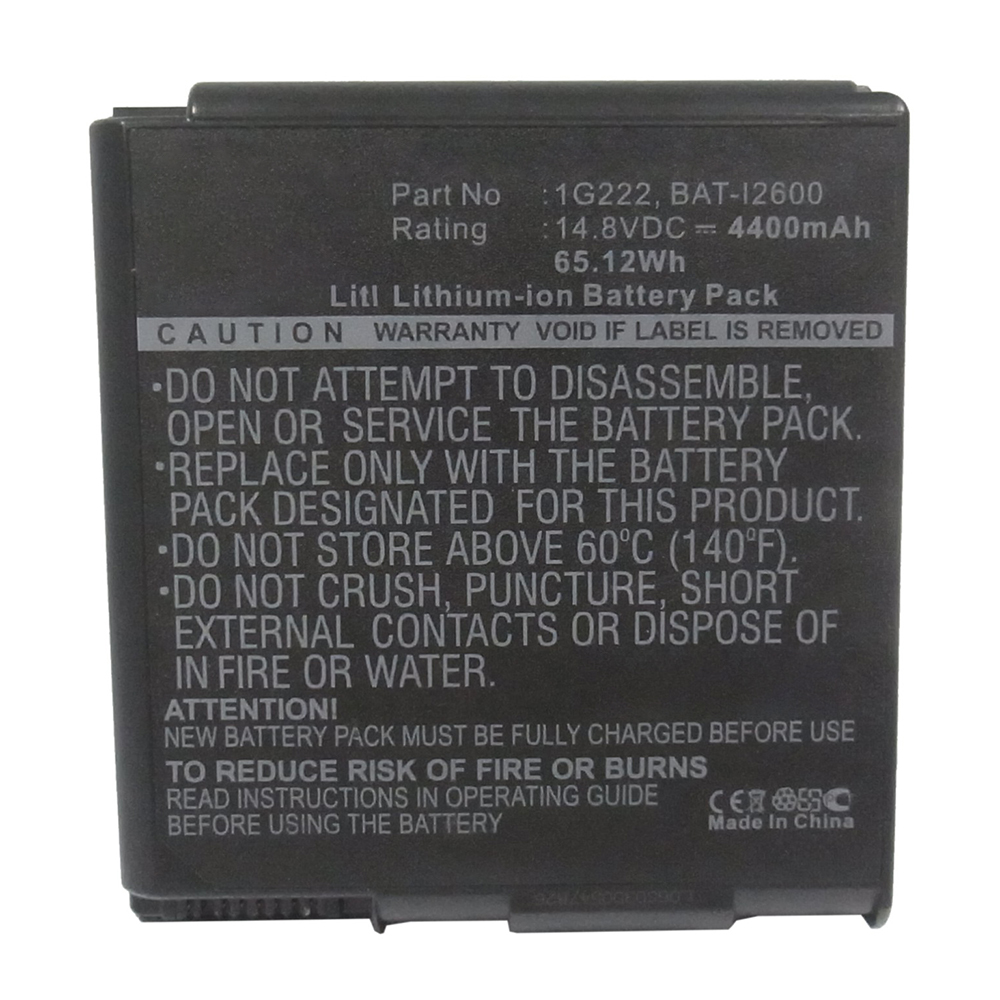 Part No : 1G222, BAT-I2600
Rating : 14.8VDC ⎓ 4400mAh
65.12Wh
Litl Lithium-ion Battery Pack
CAUTION WARRANTY VOID IF LABEL IS REMOVED
•DO NOT ATTEMPT TO DISASSEMBLE,
OPEN OR SERVICE THE BATTERY PACK.
•REPLACE ONLY WITH THE BATTERY
PACK DESIGNATED FOR THIS PRODUCT.
•DO NOT STORE ABOVE 60°C (140°F).
•DO NOT CRUSH, PUNCTURE, SHORT
EXTERNAL CONTACTS OR DISPOSE OF
IN FIRE OR WATER.
ATTENTION!
NEW BATTERY PACK MUST BE FULLY CHARGED BEFORE USE
TO REDUCE RISK OF FIRE OR BURNS
READ INSTRUCTIONS IN OPERATING GUIDE
BEFORE USING THE BATTERY
CE
Made In China